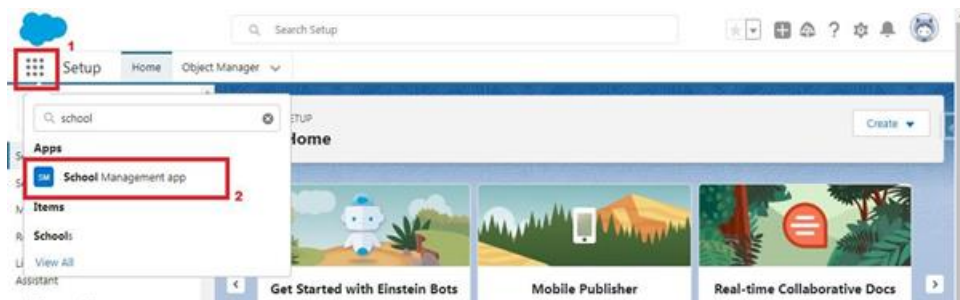 Search Setup
1
Setup
Home
Object Manager
school
SETUP
Home
Create
Apps
SM
School Management app
2
Items
Schools
View All
Assistant
Get Started with Einstein Bots
Mobile Publisher
Real-time Collaborative Docs